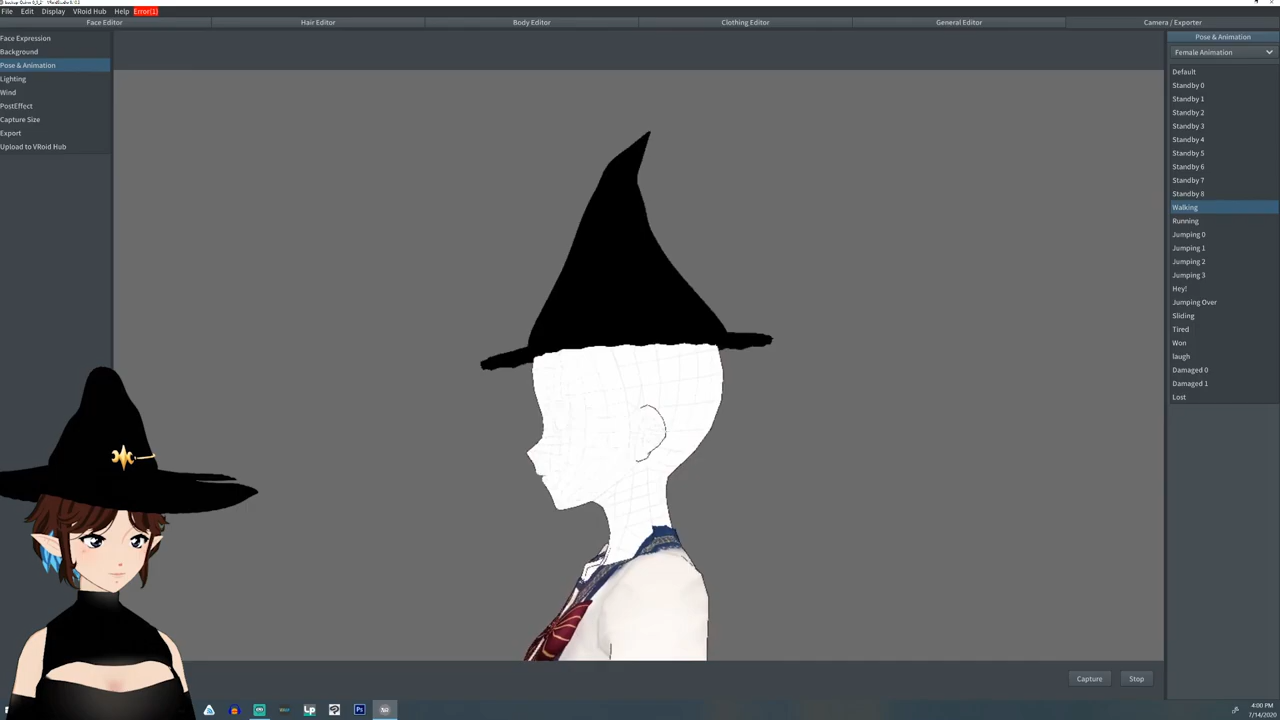 File Edit Display VRoid Hub Help Error(1)
Face Editor Hair Editor Body Editor Clothing Editor General Editor Camera / Exporter
Face Expression
Background
Pose & Animation
Lighting
Wind
PostEffect
Capture Size
Export
Upload to VRoid Hub
Pose & Animation
Female Animation
Default
Standby 0
Standby 1
Standby 2
Standby 3
Standby 4
Standby 5
Standby 6
Standby 7
Standby 8
Walking
Running
Jumping 0
Jumping 1
Jumping 2
Jumping 3
Hey!
Jumping Over
Sliding
Tired
Won
laugh
Damaged 0
Damaged 1
Lost
Capture Stop
Up Ps
4:00 PM
7/14/2020